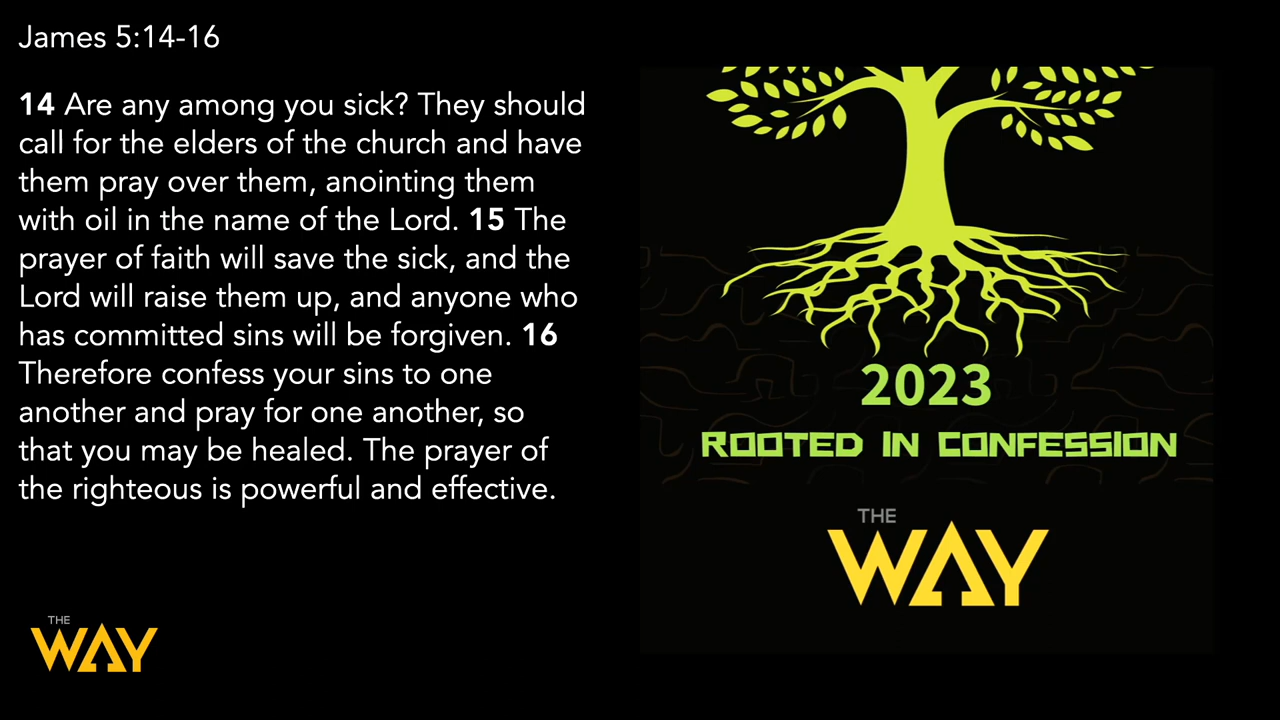 James 5:14-16
14 Are any among you sick? They should
call for the elders of the church and have
them pray over them, anointing them
with oil in the name of the Lord. 15 The
prayer of faith will save the sick, and the
Lord will raise them up, and anyone who
has committed sins will be forgiven. 16
Therefore confess your sins to one
another and pray for one another, so
that you may be healed. The prayer of
the righteous is powerful and effective.
THE
WAY
2023
ROOTED IN CONFESSION
THE
WAY